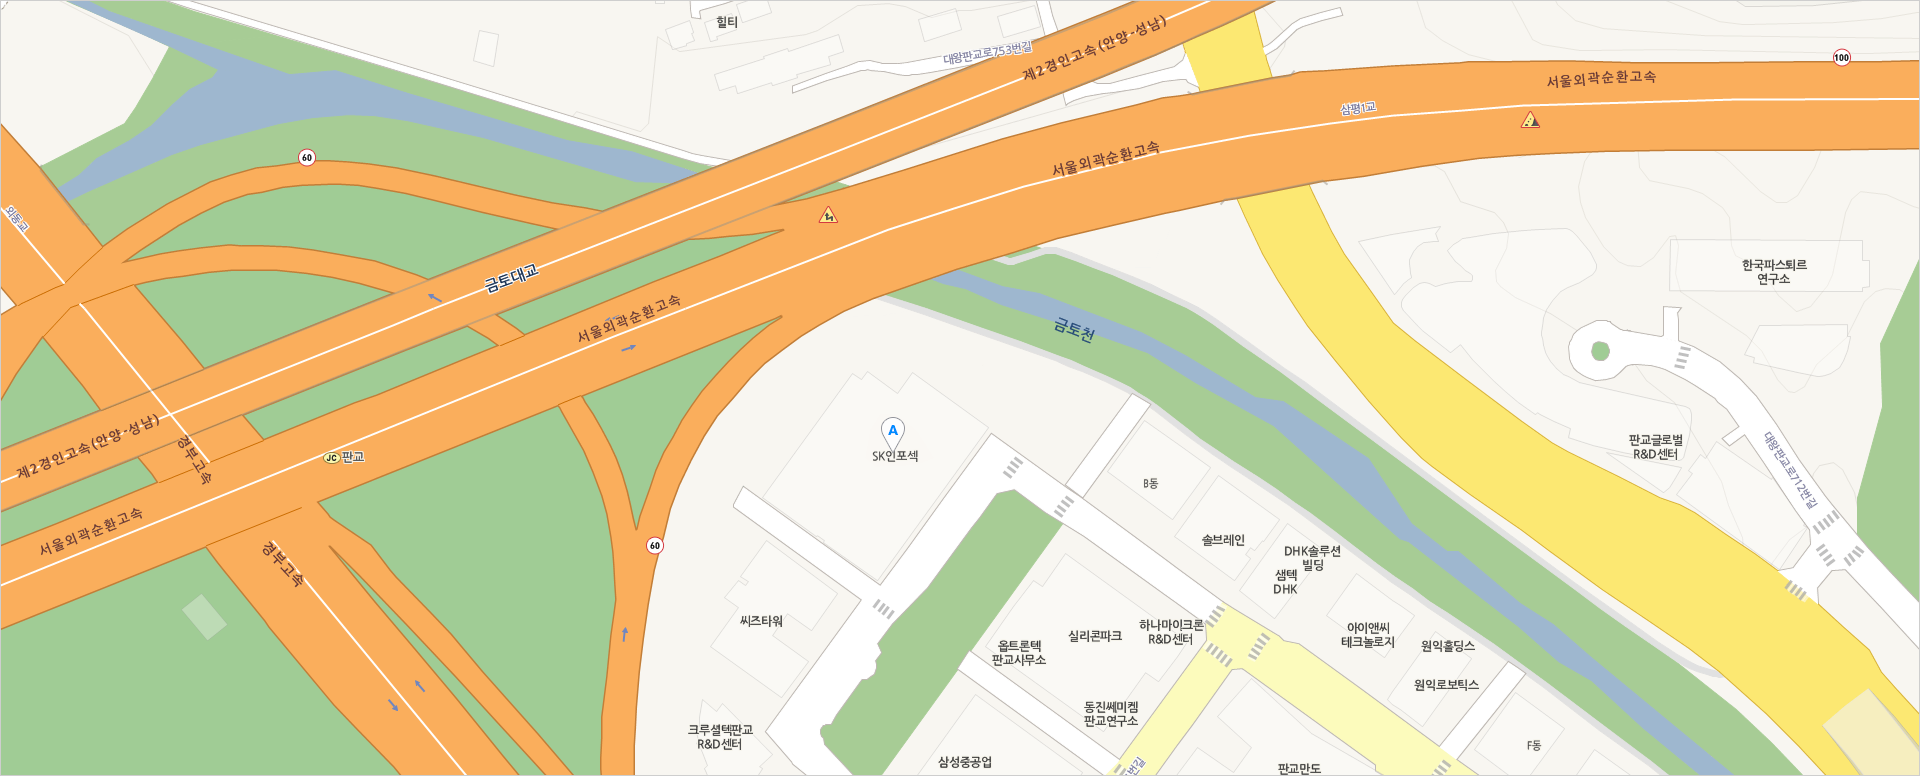 힐티
대왕판교로753번길
제2경인고속(안양-성남)
서울외곽순환고속
100
삼평1교
서울외곽순환고속
60
와동교
금토대교
서울외곽순환고속
한국파스퇴르
연구소
금토천
제2경인고속(안양-성남)
경부고속
JC 판교
A
SK인포섹
판교글로벌
R&D센터
대왕판교로712번길
B동
서울외곽순환고속
경부고속
60
솔브레인
DHK솔루션
빌딩
샘텍
DHK
씨즈타워
실리콘파크
하나마이크론
R&D센터
옵트론텍
판교사무소
아이앤씨
테크놀로지
원익홀딩스
원익로보틱스
동진쎄미켐
판교연구소
크루셜텍판교
R&D센터
F동
삼성중공업
번길
판교만도